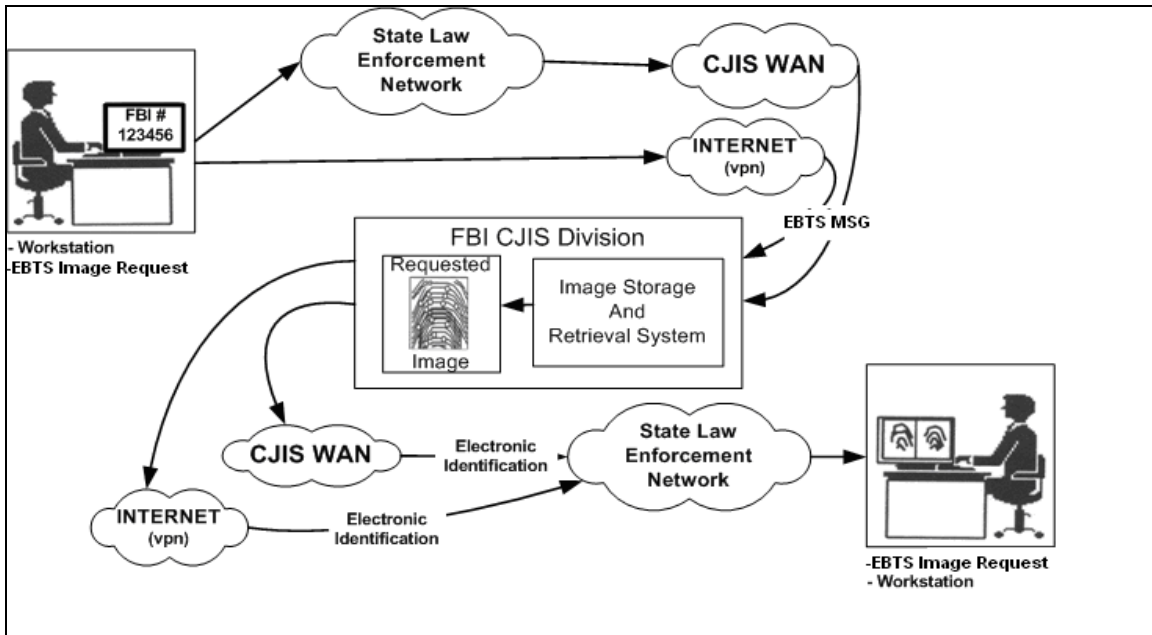 State Law
Enforcement
Network
CJIS WAN
FBI #
123456
INTERNET
(vpn)
EBTS MSG
- Workstation
-EBTS Image Request
FBI CJIS Division
Requested
Image
Image Storage
And
Retrieval System
CJIS WAN
Electronic
Identification
State Law
Enforcement
Network
INTERNET
(vpn)
Electronic
Identification
-EBTS Image Request
- Workstation